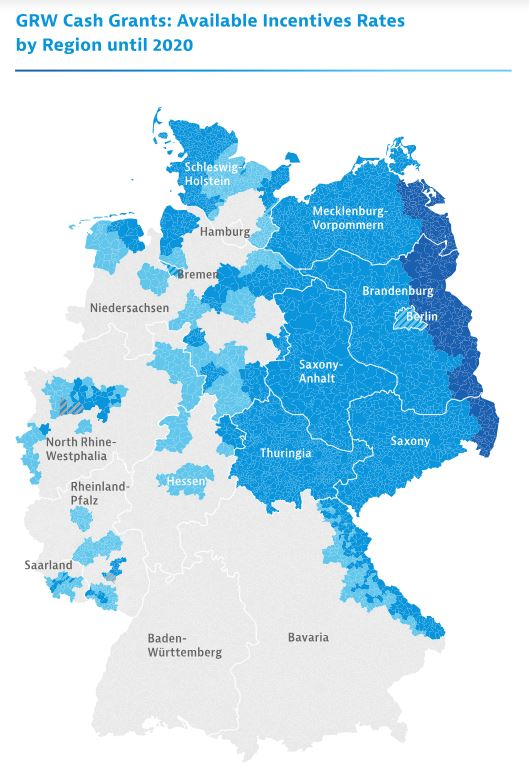 GRW Cash Grants: Available Incentives Rates
by Region until 2020
Schleswig-
Holstein
Mecklenburg-
Vorpommern
Hamburg
Bremen
Brandenburg
Niedersachsen
Berlin
Saxony-
Anhalt
North Rhine-
Westphalia
Saxony
Thuringia
Hessen
Rheinland-
Pfalz
Saarland
Baden-
Württemberg
Bavaria